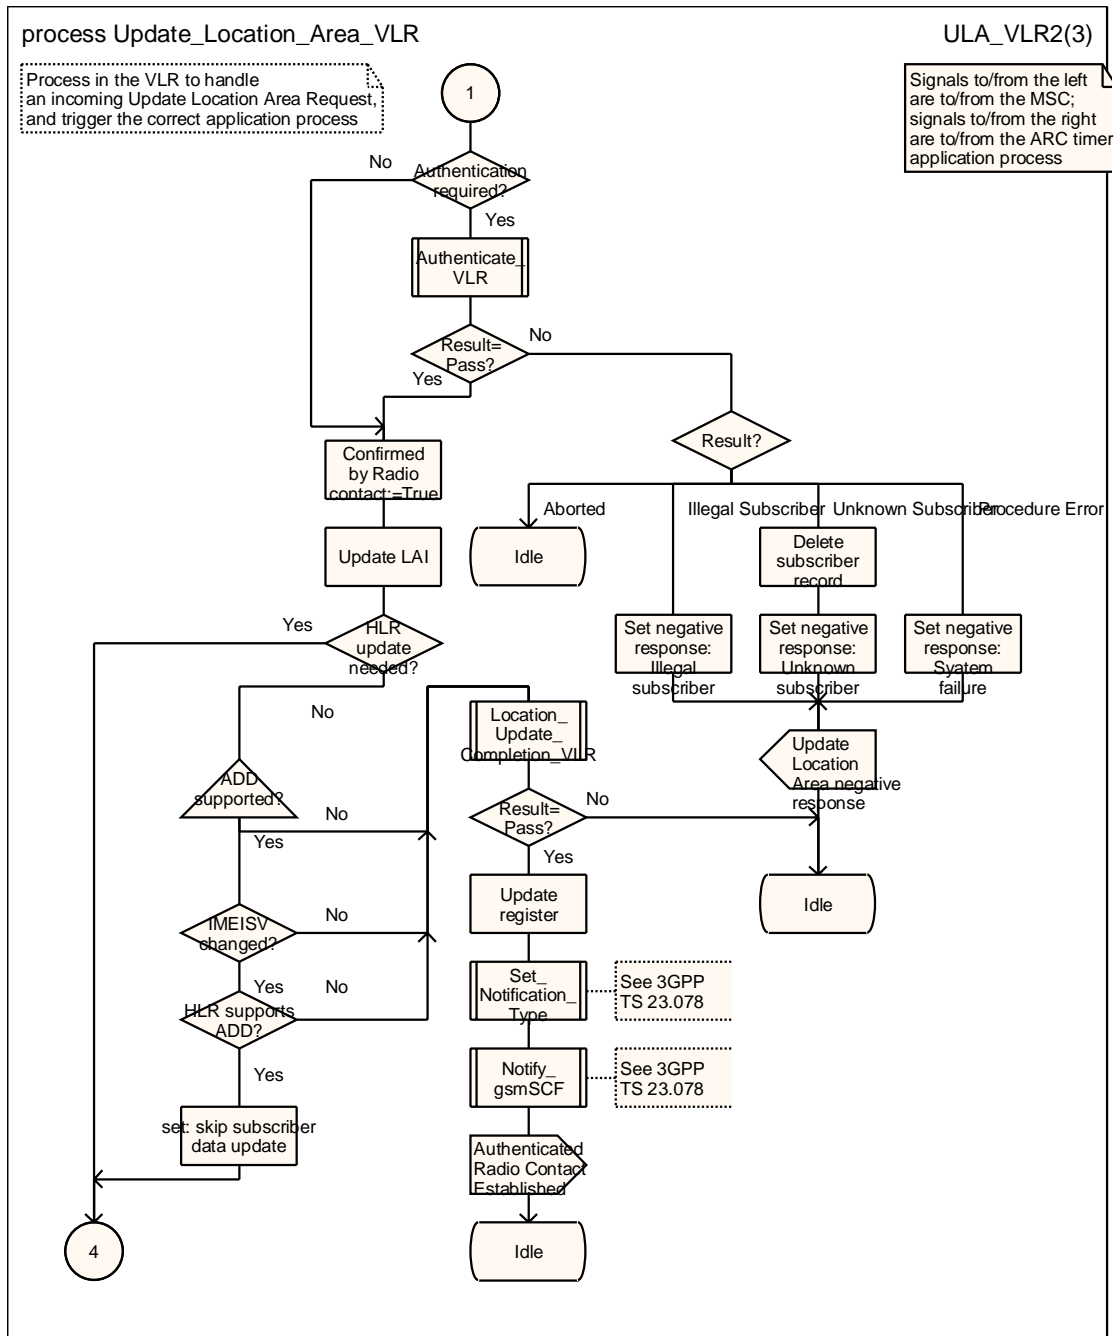 process Update_Location_Area_VLR
ULA_VLR2(3)
Process in the VLR to handle
an incoming Update Location Area Request,
and trigger the correct application process
Signals to/from the left
are to/from the MSC;
signals to/from the right
are to/from the ARC timer
application process
1
No
Authentication
required?
Yes
Authenticate_
VLR
Result=
Pass?
No
Yes
Result?
Confirmed
by Radio
contact:=True
Aborted
Illegal Subscriber
Unknown Subscriber
Procedure Error
Update LAI
Idle
Delete
subscriber
record
Yes
HLR
update
needed?
Set negative
response:
Illegal
subscriber
Set negative
response:
Unknown
subscriber
Set negative
response:
System
failure
No
Location_
Update_
Completion_VLR
Update
Location
Area negative
response
ADD
supported?
No
Yes
Result=
Pass?
No
Yes
Update
register
Idle
IMEISV
changed?
No
Yes
Set_
Notification_
Type
See 3GPP
TS 23.078
HLR supports
ADD?
No
Yes
Notify_
gsmSCF
See 3GPP
TS 23.078
set: skip subscriber
data update
Authenticated
Radio Contact
Established
4
Idle